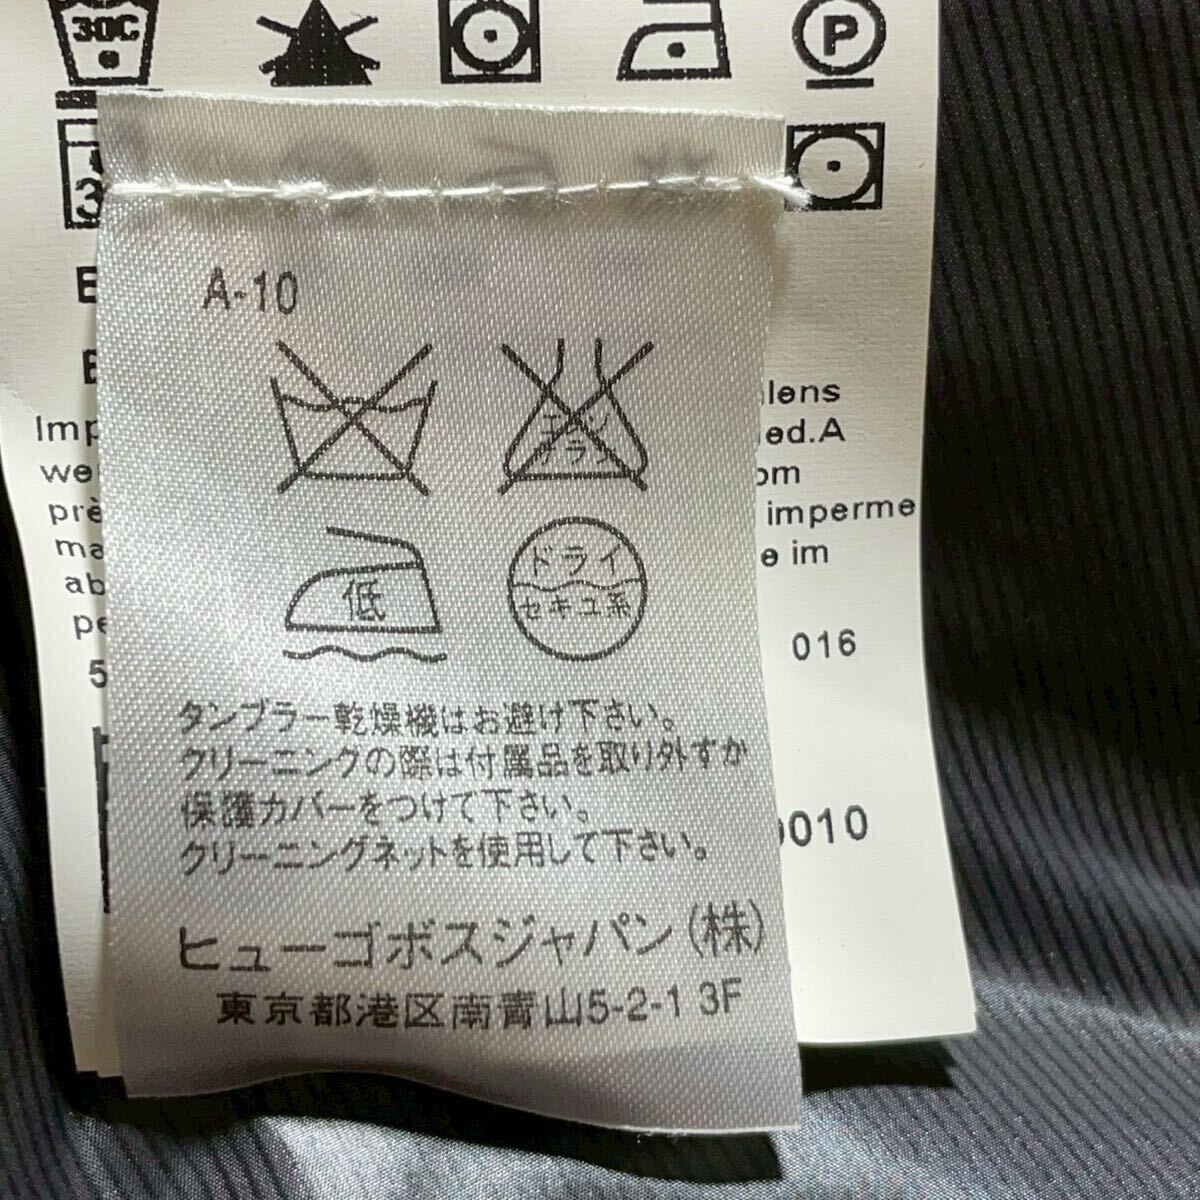 30C
P
A-10
エンソ
サラシ
低
ドライ
セキユ系
タンブラー乾燥機はお避け下さい。
クリーニングの際は付属品を取り外すか
保護カバーをつけて下さい。
クリーニングネットを使用して下さい。
ヒューゴボスジャパン(株)
東京都港区南青山5-2-1 3F
Imp
lens
ed.A
we
om
prè
imperme
ma
e im
ab
pe
016
5
0010